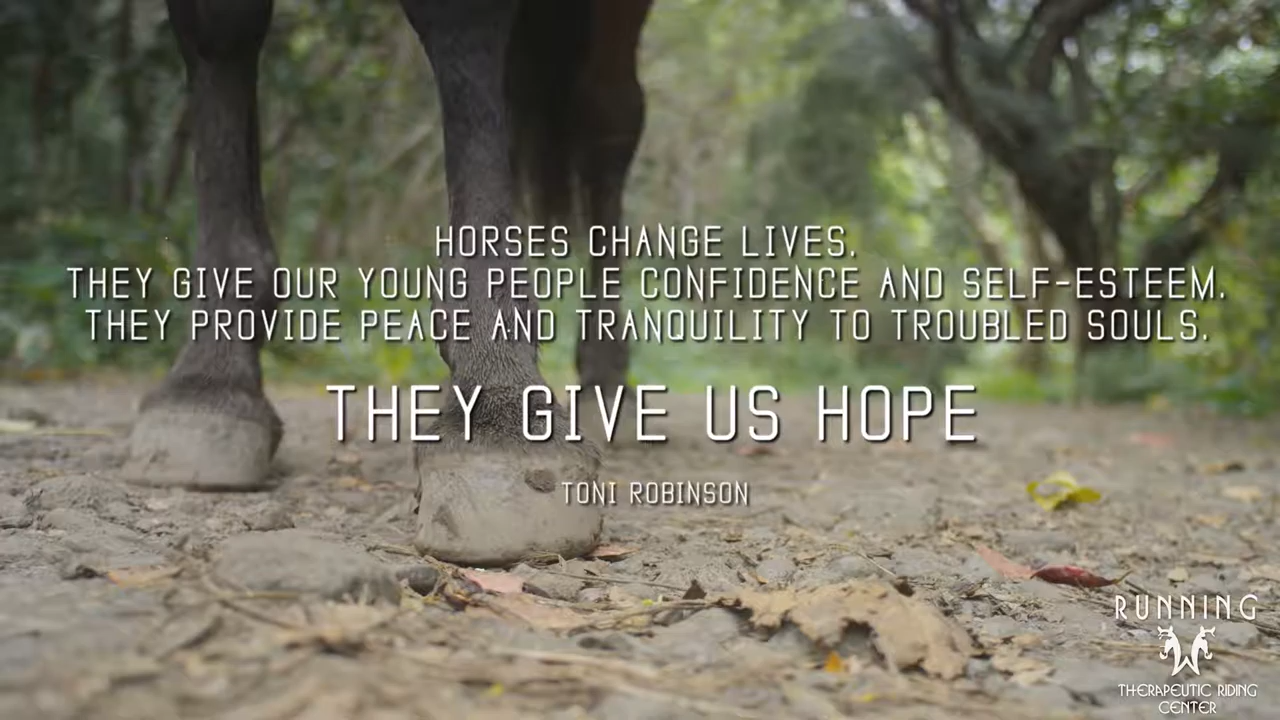 HORSES CHANGE LIVES.
THEY GIVE OUR YOUNG PEOPLE CONFIDENCE AND SELF-ESTEEM.
THEY PROVIDE PEACE AND TRANQUILITY TO TROUBLED SOULS.
THEY GIVE US HOPE
TONI ROBINSON
RUNNING
W
THERAPEUTIC RIDING
CENTER